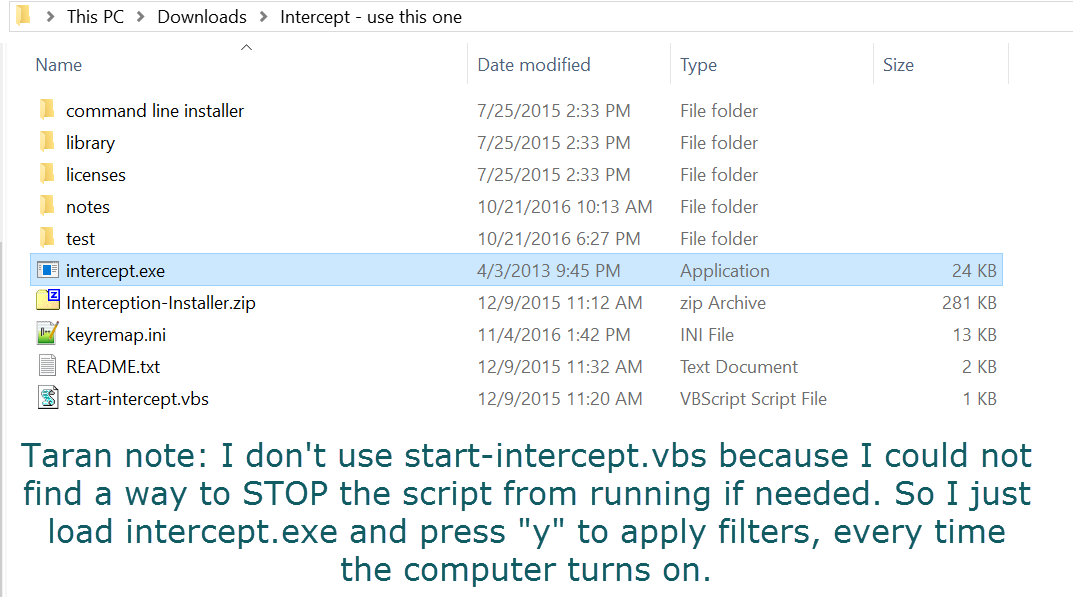 This PC > Downloads > Intercept - use this one
Name Date modified Type Size
command line installer 7/25/2015 2:33 PM File folder
library 7/25/2015 2:33 PM File folder
licenses 7/25/2015 2:33 PM File folder
notes 10/21/2016 10:13 AM File folder
test 10/21/2016 6:27 PM File folder
intercept.exe 4/3/2013 9:45 PM Application 24 KB
Interception-Installer.zip 12/9/2015 11:12 AM zip Archive 281 KB
keyremap.ini 11/4/2016 1:42 PM INI File 13 KB
README.txt 12/9/2015 11:32 AM Text Document 2 KB
start-intercept.vbs 12/9/2015 11:20 AM VBScript Script File 1 KB
Taran note: I don't use start-intercept.vbs because I could not
find a way to STOP the script from running if needed. So I just
load intercept.exe and press "y" to apply filters, every time
the computer turns on.